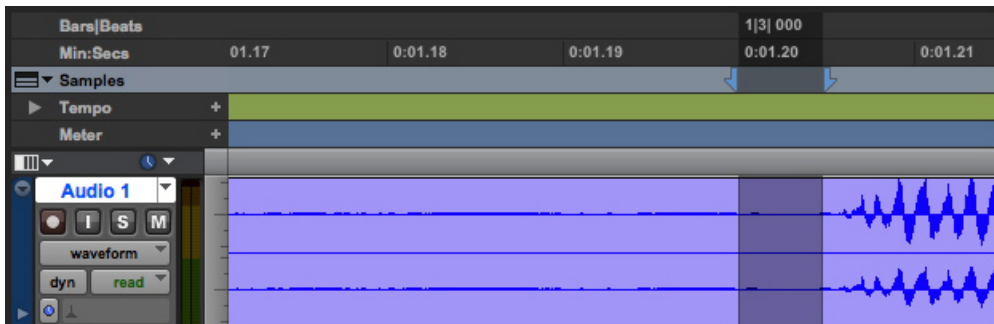 Bars|Beats 1|3| 000
Min:Secs 01.17 0:01.18 0:01.19 0:01.20 0:01.21
Samples
Tempo +
Meter +
Audio 1
I S M
waveform
dyn read